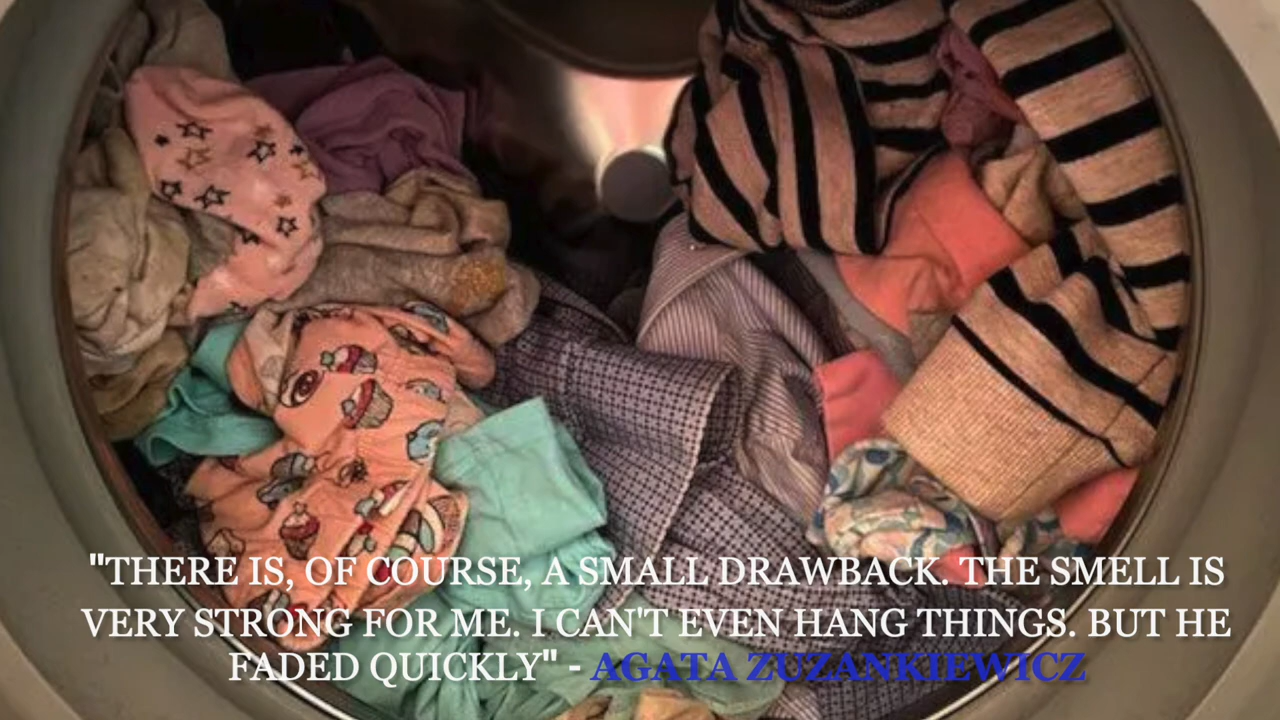 "THERE IS, OF COURSE, A SMALL DRAWBACK. THE SMELL IS
VERY STRONG FOR ME. I CAN'T EVEN HANG THINGS. BUT HE
FADED QUICKLY" - AGATA ZUZANKIEWICZ